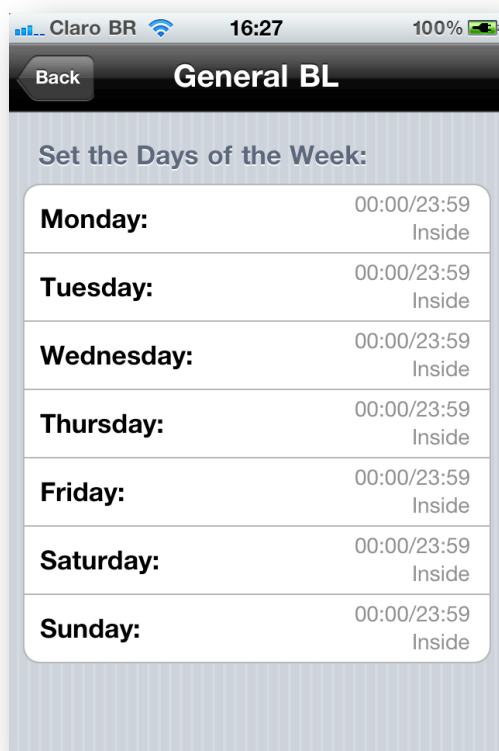 Claro BR 16:27 100%
Back General BL
Set the Days of the Week:
Monday: 00:00/23:59
Inside
Tuesday: 00:00/23:59
Inside
Wednesday: 00:00/23:59
Inside
Thursday: 00:00/23:59
Inside
Friday: 00:00/23:59
Inside
Saturday: 00:00/23:59
Inside
Sunday: 00:00/23:59
Inside